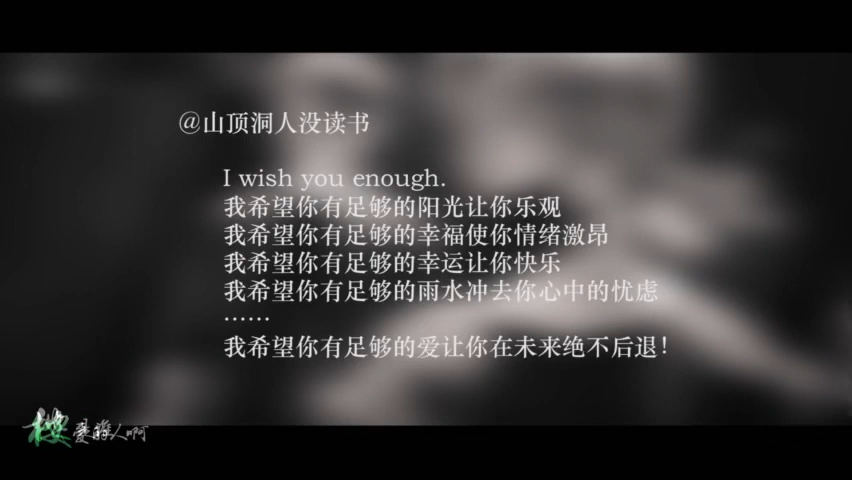 @山顶洞人没读书
I wish you enough.
我希望你有足够的阳光让你乐观
我希望你有足够的幸福使你情绪激昂
我希望你有足够的幸运让你快乐
我希望你有足够的雨水冲去你心中的忧虑
……
我希望你有足够的爱让你在未来绝不后退！
人啊